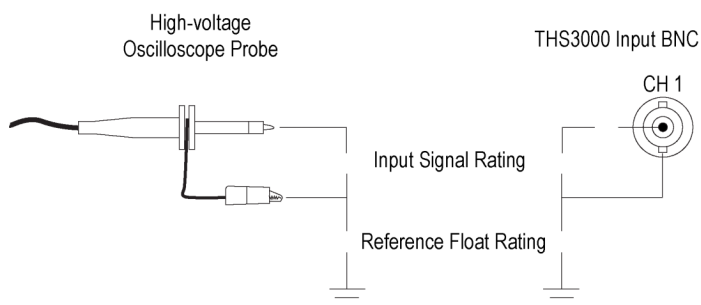 High-voltage
Oscilloscope Probe
THS3000 Input BNC
CH 1
Input Signal Rating
Reference Float Rating